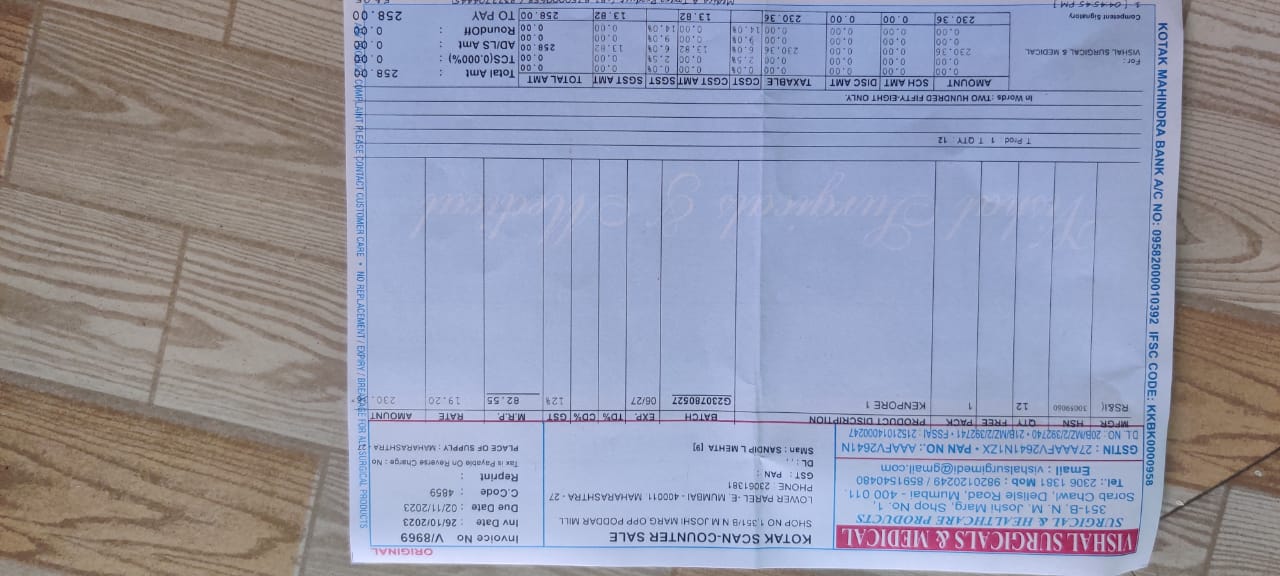 ORIGINAL
VISHAL SURGICALS & MEDICAL
SURGICAL & HEALTHCARE PRODUCTS
351-B, N. M. Joshi Marg, Shop No. 1,
Sorab Chawl, Delisle Road, Mumbai - 400 011.
Tel.: 2306 1381 Mob : 9820120249 / 8591540480
Email : vishalsurgimedi@gmail.com
GSTIN : 27AAAFV2641N1ZX • PAN NO.: AAAFV2641N
D.L. NO.: 20B/MZ/2/392740 • 21B/MZ/2/392741 • FSSAI : 21521014000247
KOTAK SCAN-COUNTER SALE
SHOP NO 1,351/B N M JOSHI MARG OPP PODDAR MILL
LOWER PAREL -E, MUMBAI - 400011 MAHARASHTRA - 27
PHONE 23061381
GST : PAN :
DL : ,
SMan : SANDIP L MEHTA [9]
Invoice No V/8969
Inv Date : 26/10/2023
Due Date : 02/11/2023
C.Code : 4859
Reprint :
Tax is Payable On Reverse Charge : No
PLACE OF SUPPLY : MAHARASHTRA
MFGR HSN QTY FREE PACK PRODUCT DISCRIPTION BATCH EXP. TD% CD% GST M.R.P. RATE AMOUNT
RSS&I( 30059060 12 1 KENPORE 1 G230780527 06/27 12% 82.55 19.20 230.
Vishal Surgicals & Medical
T Prod. 1 T QTY. 12
In Words :TWO HUNDRED FIFTY-EIGHT ONLY.
AMOUNT SCH AMT DISC AMT TAXABLE CGST CGST AMT SGST SGST AMT TOTAL AMT
0.00 0.00 0.00 0.00 0.0% 0.00 0.0% 0.00 0.00
0.00 0.00 0.00 0.00 2.5% 0.00 2.5% 0.00 0.00
230.36 0.00 0.00 230.36 6.0% 13.82 6.0% 13.82 258.00
0.00 0.00 0.00 0.00 9.0% 0.00 9.0% 0.00 0.00
0.00 0.00 0.00 0.00 14.0% 0.00 14.0% 0.00 0.00
230.36 0.00 0.00 230.36 13.82 13.82 258.00
Total Amt : 258.00
TCS(0.000%) : 0.00
AD/LS Amt : 0.00
Roundoff : 0.00
TO PAY 258.00
For :
VISHAL SURGICAL & MEDICAL
Competent Signatory
KOTAK MAHINDRA BANK A/C NO: 09582000010392 IFSC CODE: KKBK0000958
COMPLAINT PLEASE CONTACT CUSTOMER CARE • NO REPLACEMENT / EXPIRY / BREAKAGE FOR ALL SURGICAL PRODUCTS